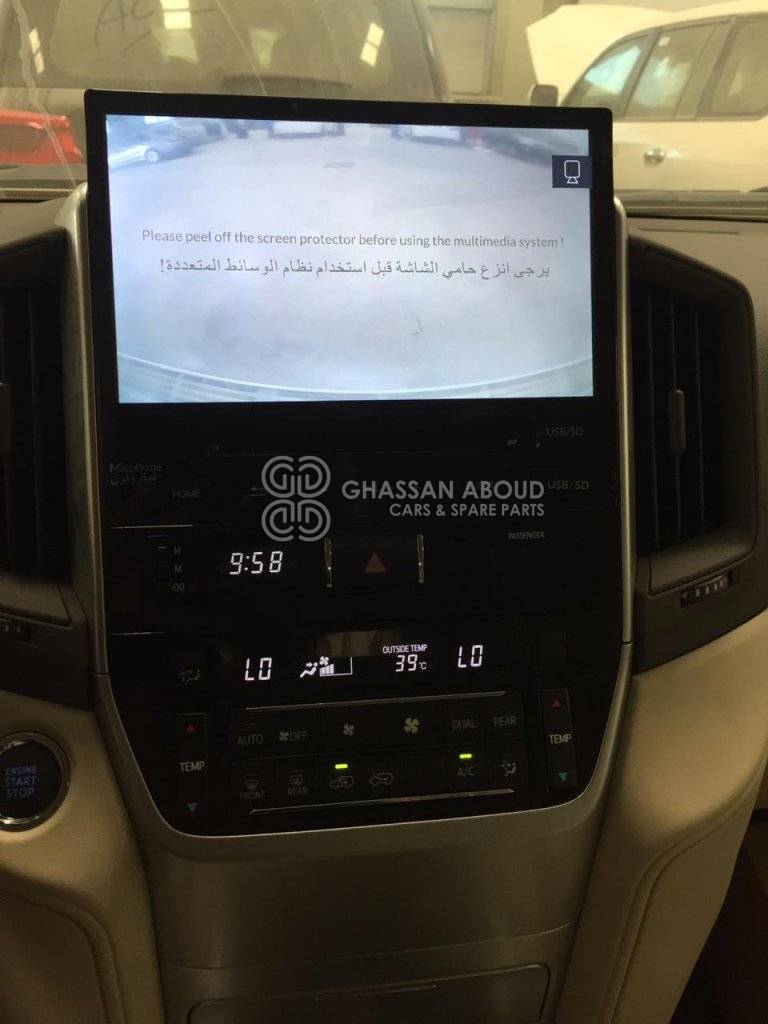 Please peel off the screen protector before using the multimedia system !
يرجى انزع حامي الشاشة قبل استخدام نظام الوسائط المتعددة!
USB/SD
Micphone
ميكروفون
HOME
USB/SD
GHASSAN ABOUD
CARS & SPARE PARTS
PASSENGER
H
M
:00
9:58
OUTSIDE TEMP
LO
39°C
LO
AUTO
OFF
DUAL
REAR
TEMP
TEMP
FRONT
REAR
A/C
ENGINE
START
STOP